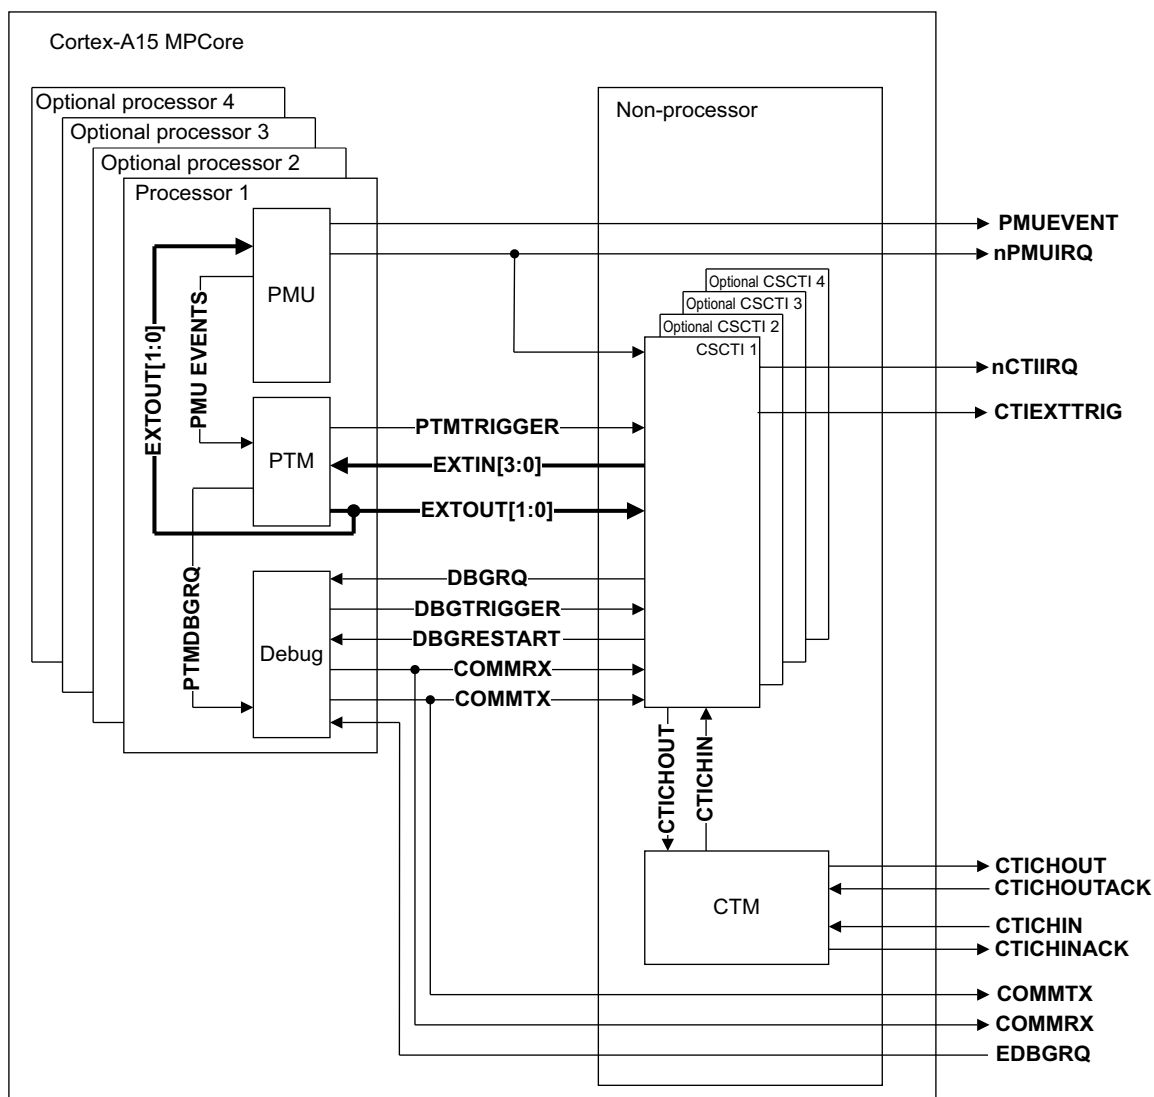 Cortex-A15 MPCore
Optional processor 4
Optional processor 3
Optional processor 2
Processor 1
Non-processor
PMUEVENT
nPMUIRQ
PMU
EXTOUT[1:0]
PMU EVENTS
Optional CSCTI 4
Optional CSCTI 3
Optional CSCTI 2
CSCTI 1
nCTIIRQ
CTIEXTTRIG
PTM
PTMTRIGGER
EXTIN[3:0]
EXTOUT[1:0]
PTMDBGRQ
Debug
DBGRQ
DBGTRIGGER
DBGRESTART
COMMRX
COMMTX
CTICHOUT
CTICHIN
CTM
CTICHOUT
CTICHOUTACK
CTICHIN
CTICHINACK
COMMTX
COMMRX
EDBGRQ